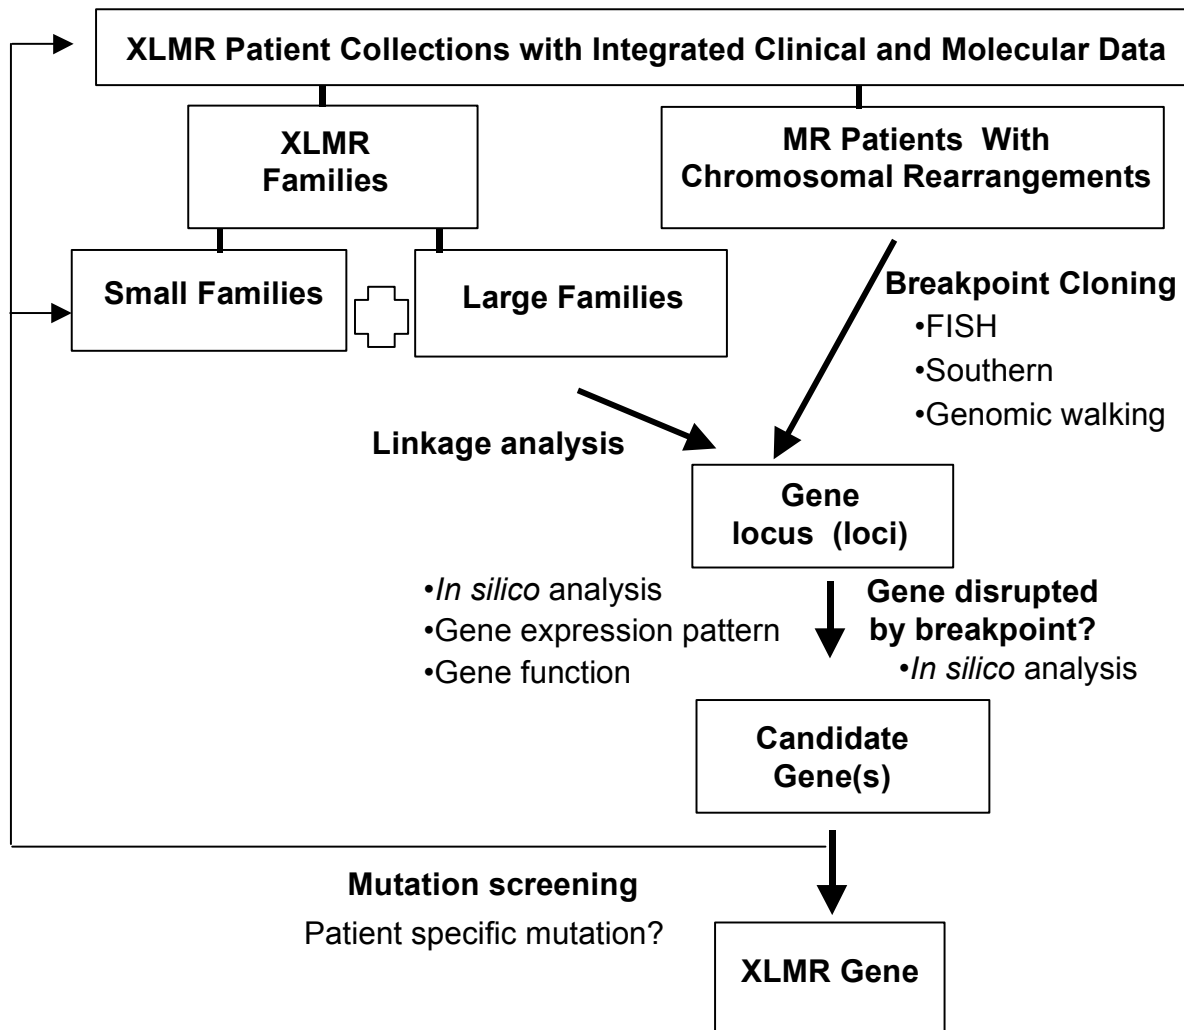 XLMR Patient Collections with Integrated Clinical and Molecular Data
XLMR
Families
MR Patients With
Chromosomal Rearrangements
Small Families
Large Families
Breakpoint Cloning
•FISH
•Southern
•Genomic walking
Linkage analysis
Gene
locus (loci)
•In silico analysis
•Gene expression pattern
•Gene function
Gene disrupted
by breakpoint?
•In silico analysis
Candidate
Gene(s)
Mutation screening
Patient specific mutation?
XLMR Gene